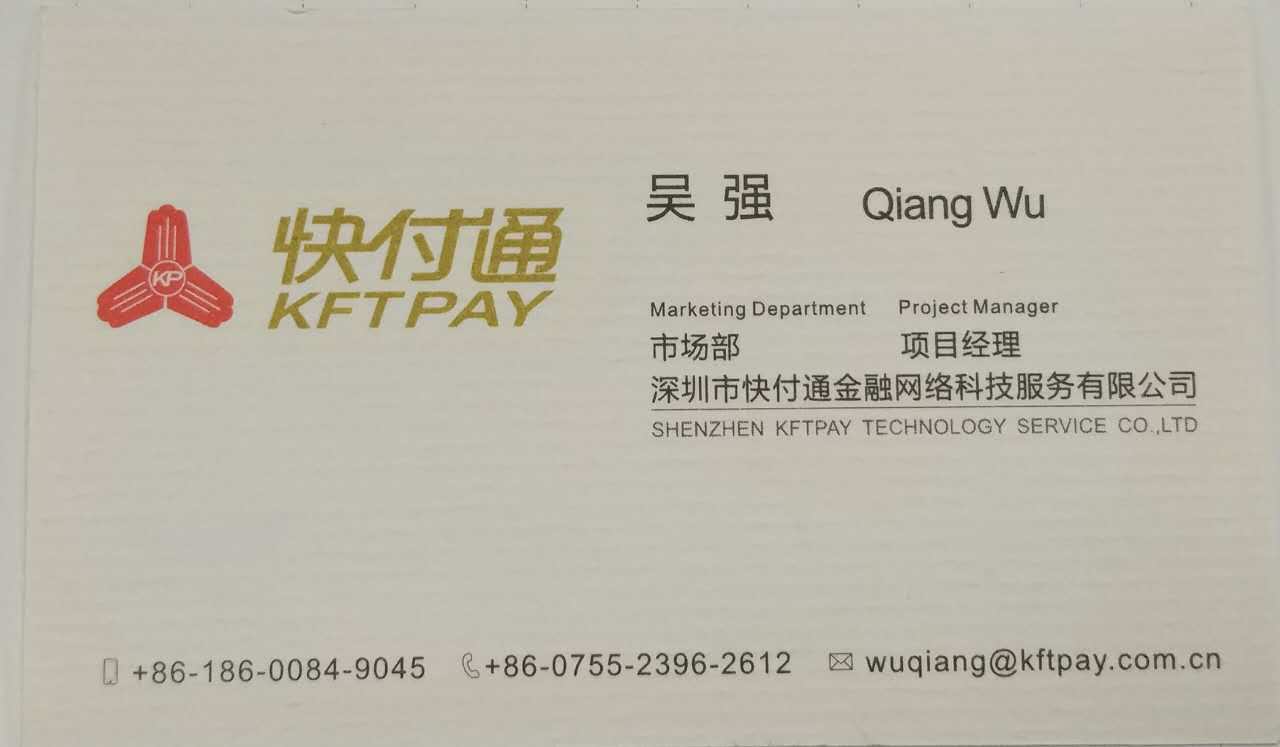 KP
快付通
KFTPAY
吴强 Qiang Wu
Marketing Department Project Manager
市场部 项目经理
深圳市快付通金融网络科技服务有限公司
SHENZHEN KFTPAY TECHNOLOGY SERVICE CO.,LTD
+86-186-0084-9045 +86-0755-2396-2612 wuqiang@kftpay.com.cn